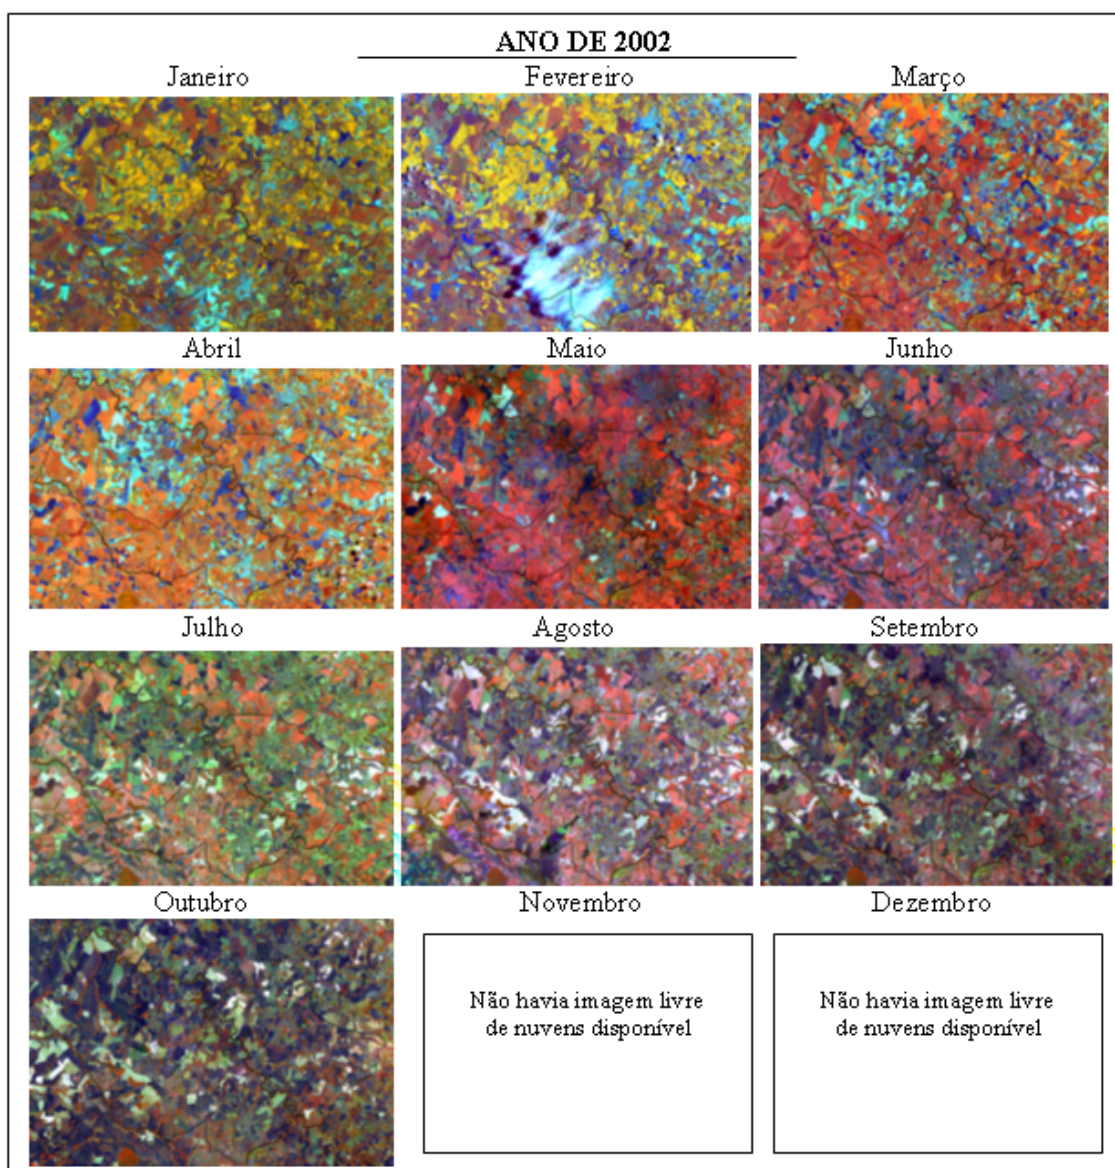 ANO DE 2002
Janeiro
Fevereiro
Março
Abril
Maio
Junho
Julho
Agosto
Setembro
Outubro
Novembro
Dezembro
Não havia imagem livre
de nuvens disponível
Não havia imagem livre
de nuvens disponível